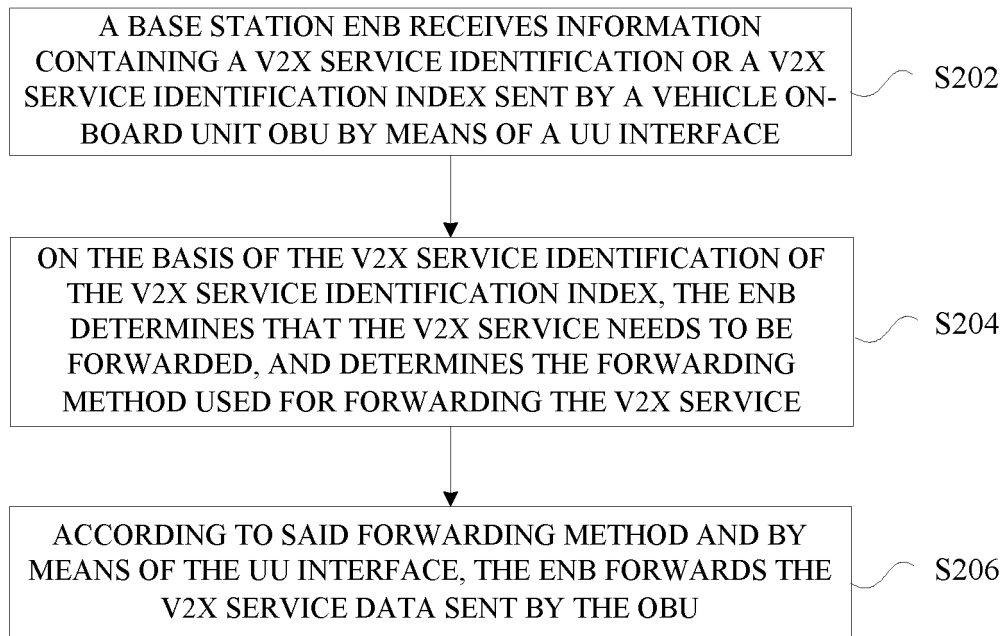 A BASE STATION ENB RECEIVES INFORMATION
CONTAINING A V2X SERVICE IDENTIFICATION OR A V2X
SERVICE IDENTIFICATION INDEX SENT BY A VEHICLE ON-
BOARD UNIT OBU BY MEANS OF A UU INTERFACE
S202
ON THE BASIS OF THE V2X SERVICE IDENTIFICATION OF
THE V2X SERVICE IDENTIFICATION INDEX, THE ENB
DETERMINES THAT THE V2X SERVICE NEEDS TO BE
FORWARDED, AND DETERMINES THE FORWARDING
METHOD USED FOR FORWARDING THE V2X SERVICE
S204
ACCORDING TO SAID FORWARDING METHOD AND BY
MEANS OF THE UU INTERFACE, THE ENB FORWARDS THE
V2X SERVICE DATA SENT BY THE OBU
S206